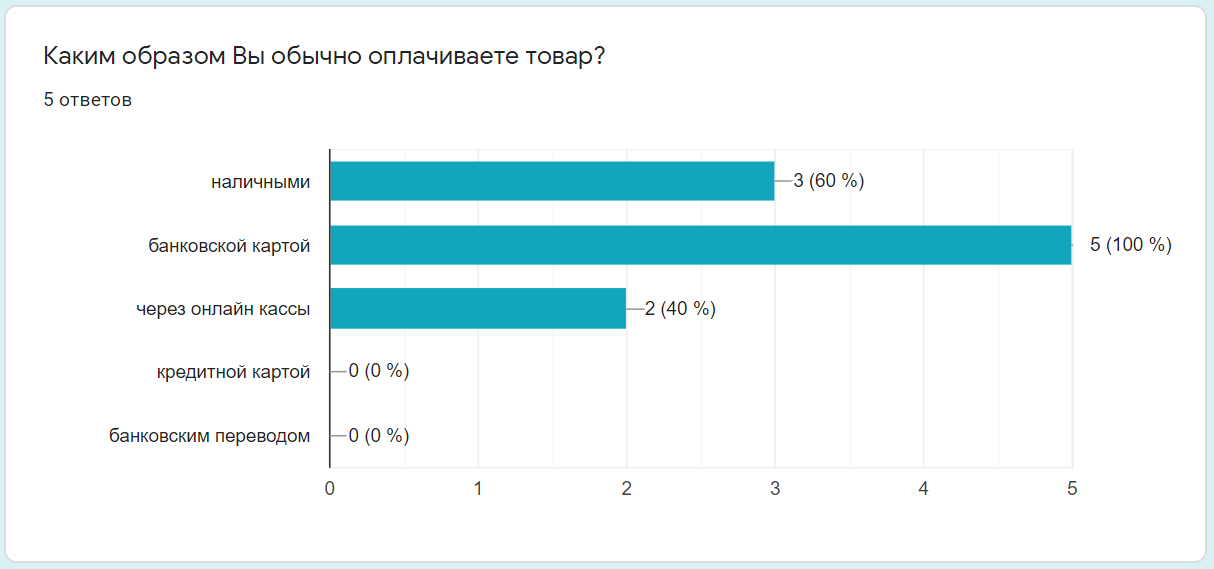 Каким образом Вы обычно оплачиваете товар?
5 ответов
наличными
3 (60 %)
банковской картой
5 (100 %)
через онлайн кассы
2 (40 %)
кредитной картой
0 (0 %)
банковским переводом
0 (0 %)
0 1 2 3 4 5